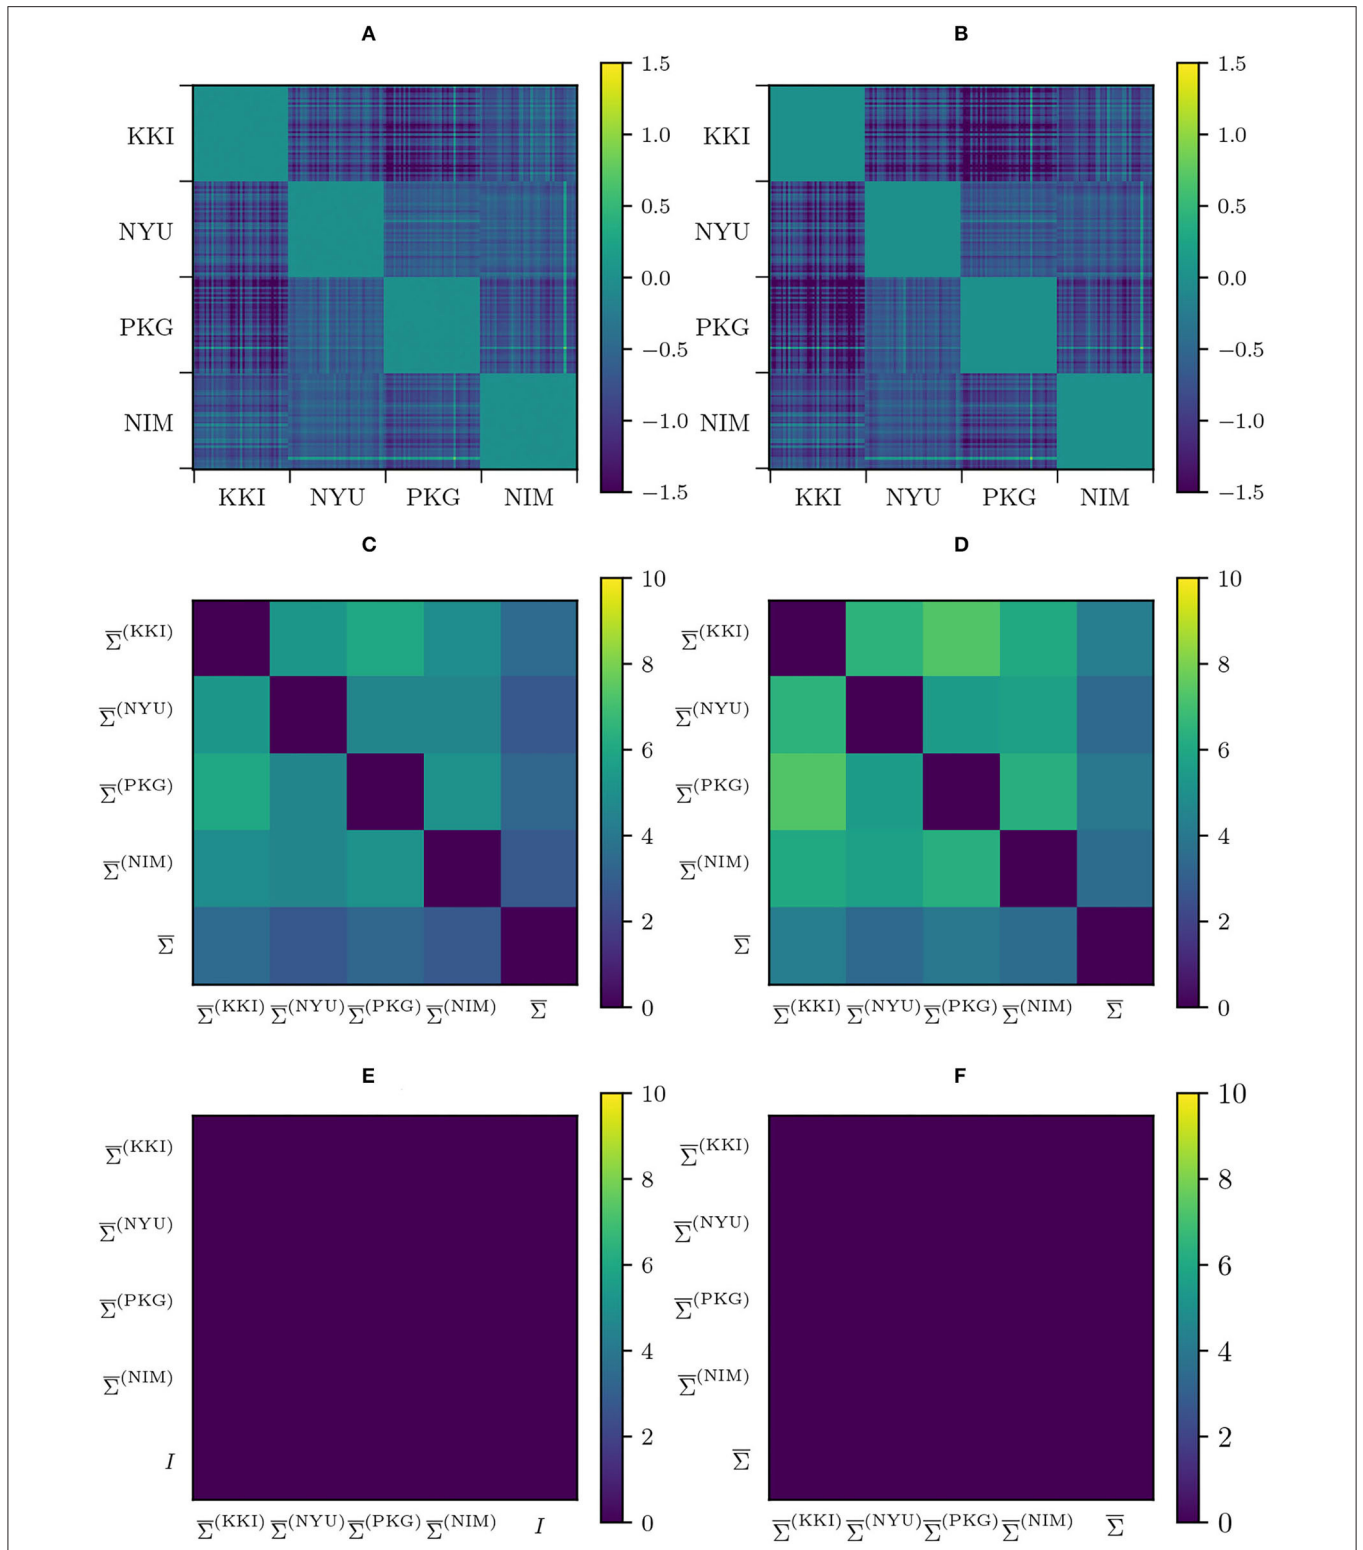 A
B
KKI
NYU
PKG
NIM
KKI NYU PKG NIM
1.5
1.0
0.5
0.0
−0.5
−1.0
−1.5
KKI
NYU
PKG
NIM
KKI NYU PKG NIM
1.5
1.0
0.5
0.0
−0.5
−1.0
−1.5
C
D
Σ̅^(KKI)
Σ̅^(NYU)
Σ̅^(PKG)
Σ̅^(NIM)
Σ̅
Σ̅^(KKI) Σ̅^(NYU) Σ̅^(PKG) Σ̅^(NIM) Σ̅
10
8
6
4
2
0
Σ̅^(KKI)
Σ̅^(NYU)
Σ̅^(PKG)
Σ̅^(NIM)
Σ̅
Σ̅^(KKI) Σ̅^(NYU) Σ̅^(PKG) Σ̅^(NIM) Σ̅
10
8
6
4
2
0
E
F
Σ̅^(KKI)
Σ̅^(NYU)
Σ̅^(PKG)
Σ̅^(NIM)
I
Σ̅^(KKI) Σ̅^(NYU) Σ̅^(PKG) Σ̅^(NIM) I
10
8
6
4
2
0
Σ̅^(KKI)
Σ̅^(NYU)
Σ̅^(PKG)
Σ̅^(NIM)
Σ̅
Σ̅^(KKI) Σ̅^(NYU) Σ̅^(PKG) Σ̅^(NIM) Σ̅
10
8
6
4
2
0